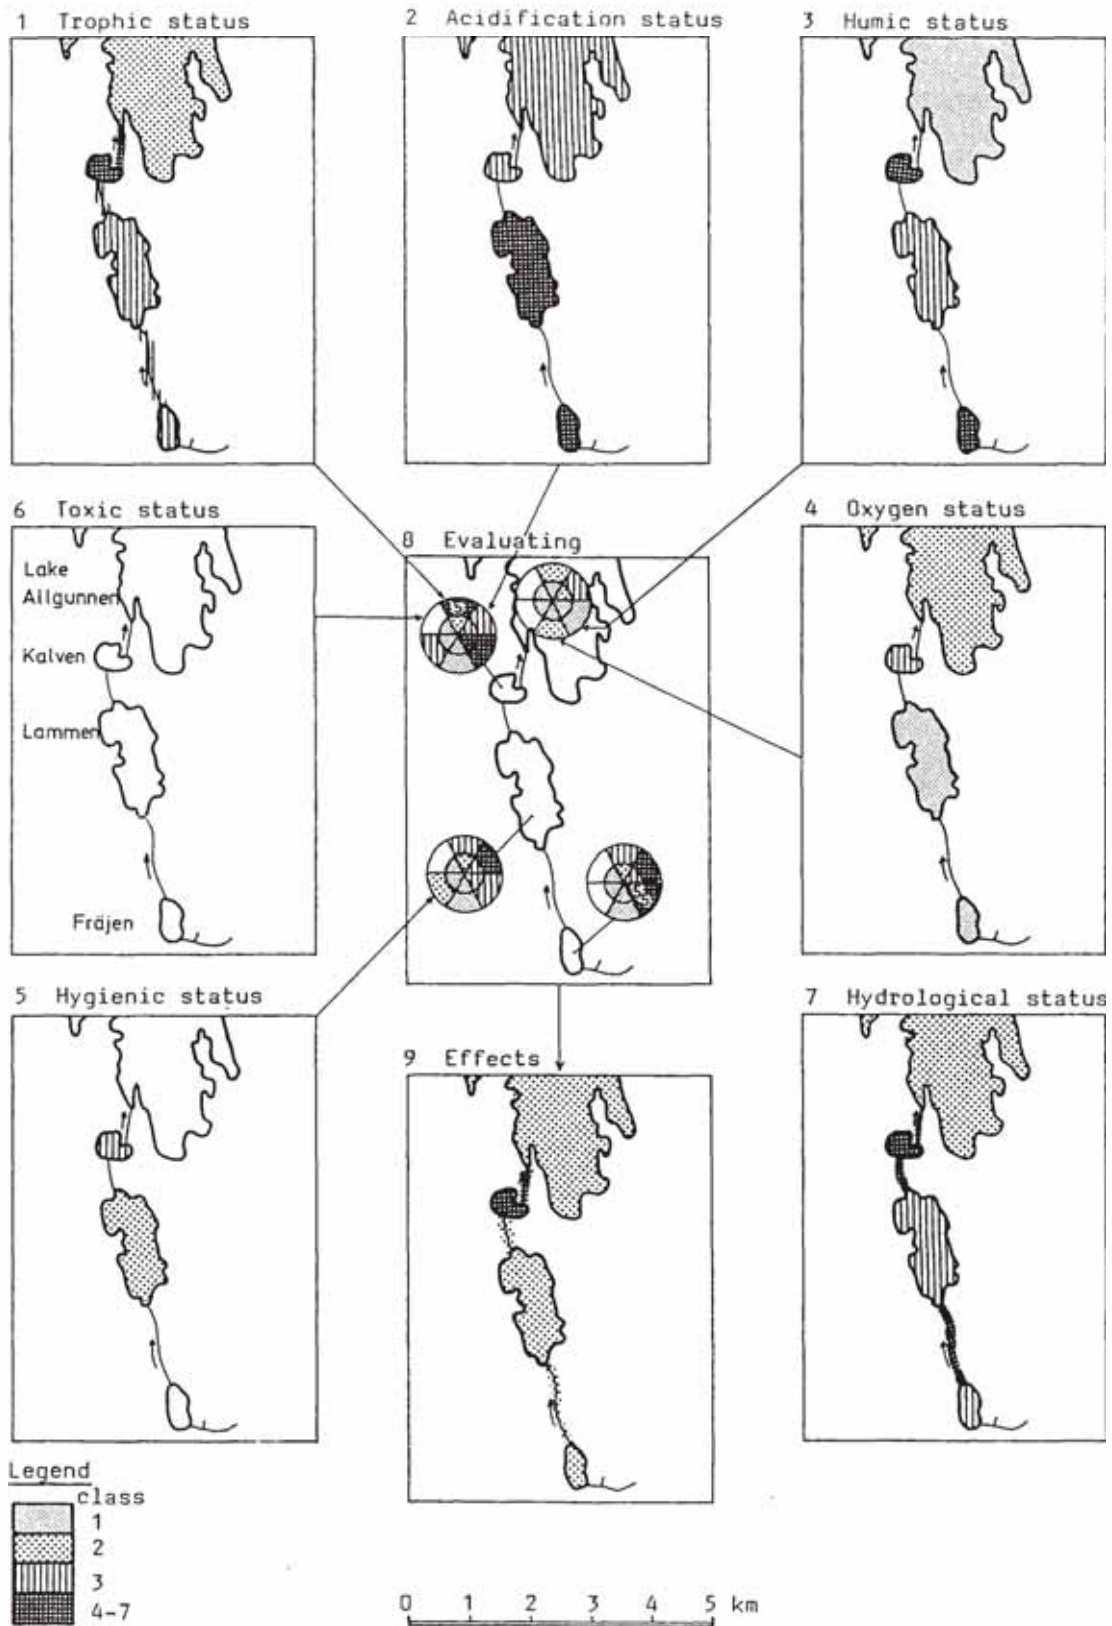 1 Trophic status
2 Acidification status
3 Humic status
6 Toxic status
Lake
Allgunnen
Kalven
Lammen
Fräjen
8 Evaluating
4 Oxygen status
5 Hygienic status
9 Effects
7 Hydrological status
Legend
class
1
2
3
4-7
0 1 2 3 4 5 km